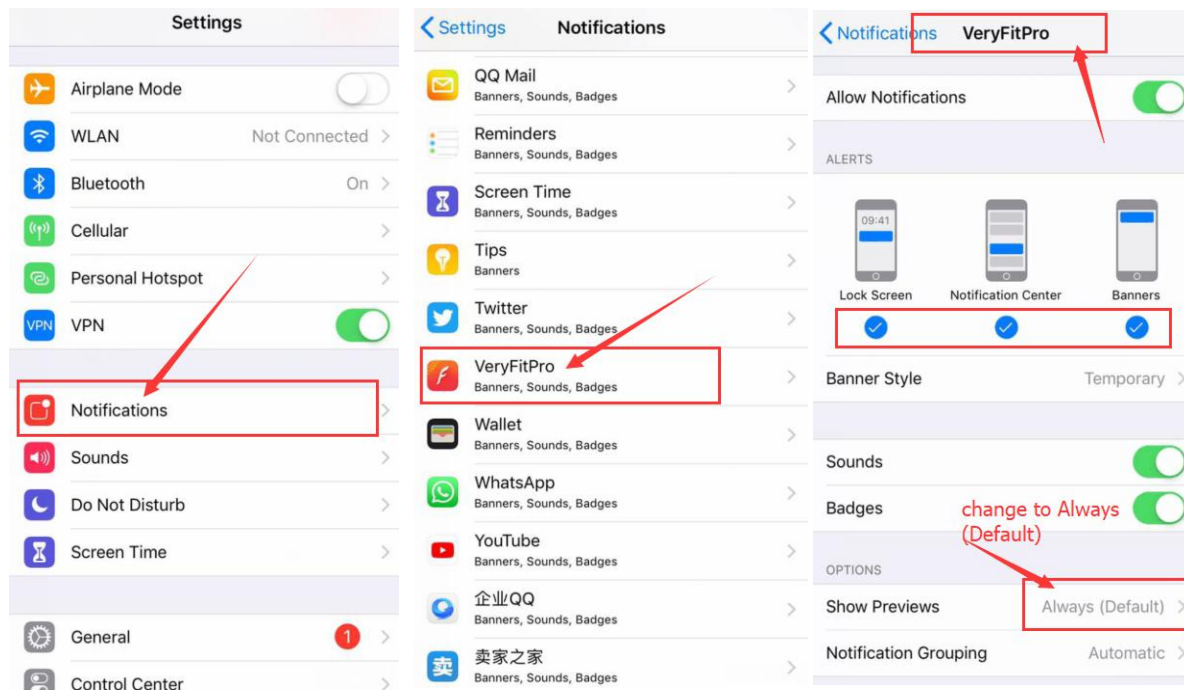 Settings
Airplane Mode
WLAN Not Connected
Bluetooth On
Cellular
Personal Hotspot
VPN VPN
Notifications
Sounds
Do Not Disturb
Screen Time
General 1
Control Center
Settings Notifications
QQ Mail
Banners, Sounds, Badges
Reminders
Banners, Sounds, Badges
Screen Time
Banners, Sounds, Badges
Tips
Banners
Twitter
Banners, Sounds, Badges
VeryFitPro
Banners, Sounds, Badges
Wallet
Banners, Sounds, Badges
WhatsApp
Banners, Sounds, Badges
YouTube
Banners, Sounds, Badges
企业QQ
Banners, Sounds, Badges
卖 卖家之家
Banners, Sounds, Badges
Notifications VeryFitPro
Allow Notifications
ALERTS
09:41
Lock Screen Notification Center Banners
Banner Style Temporary
Sounds
Badges
change to Always
(Default)
OPTIONS
Show Previews Always (Default)
Notification Grouping Automatic